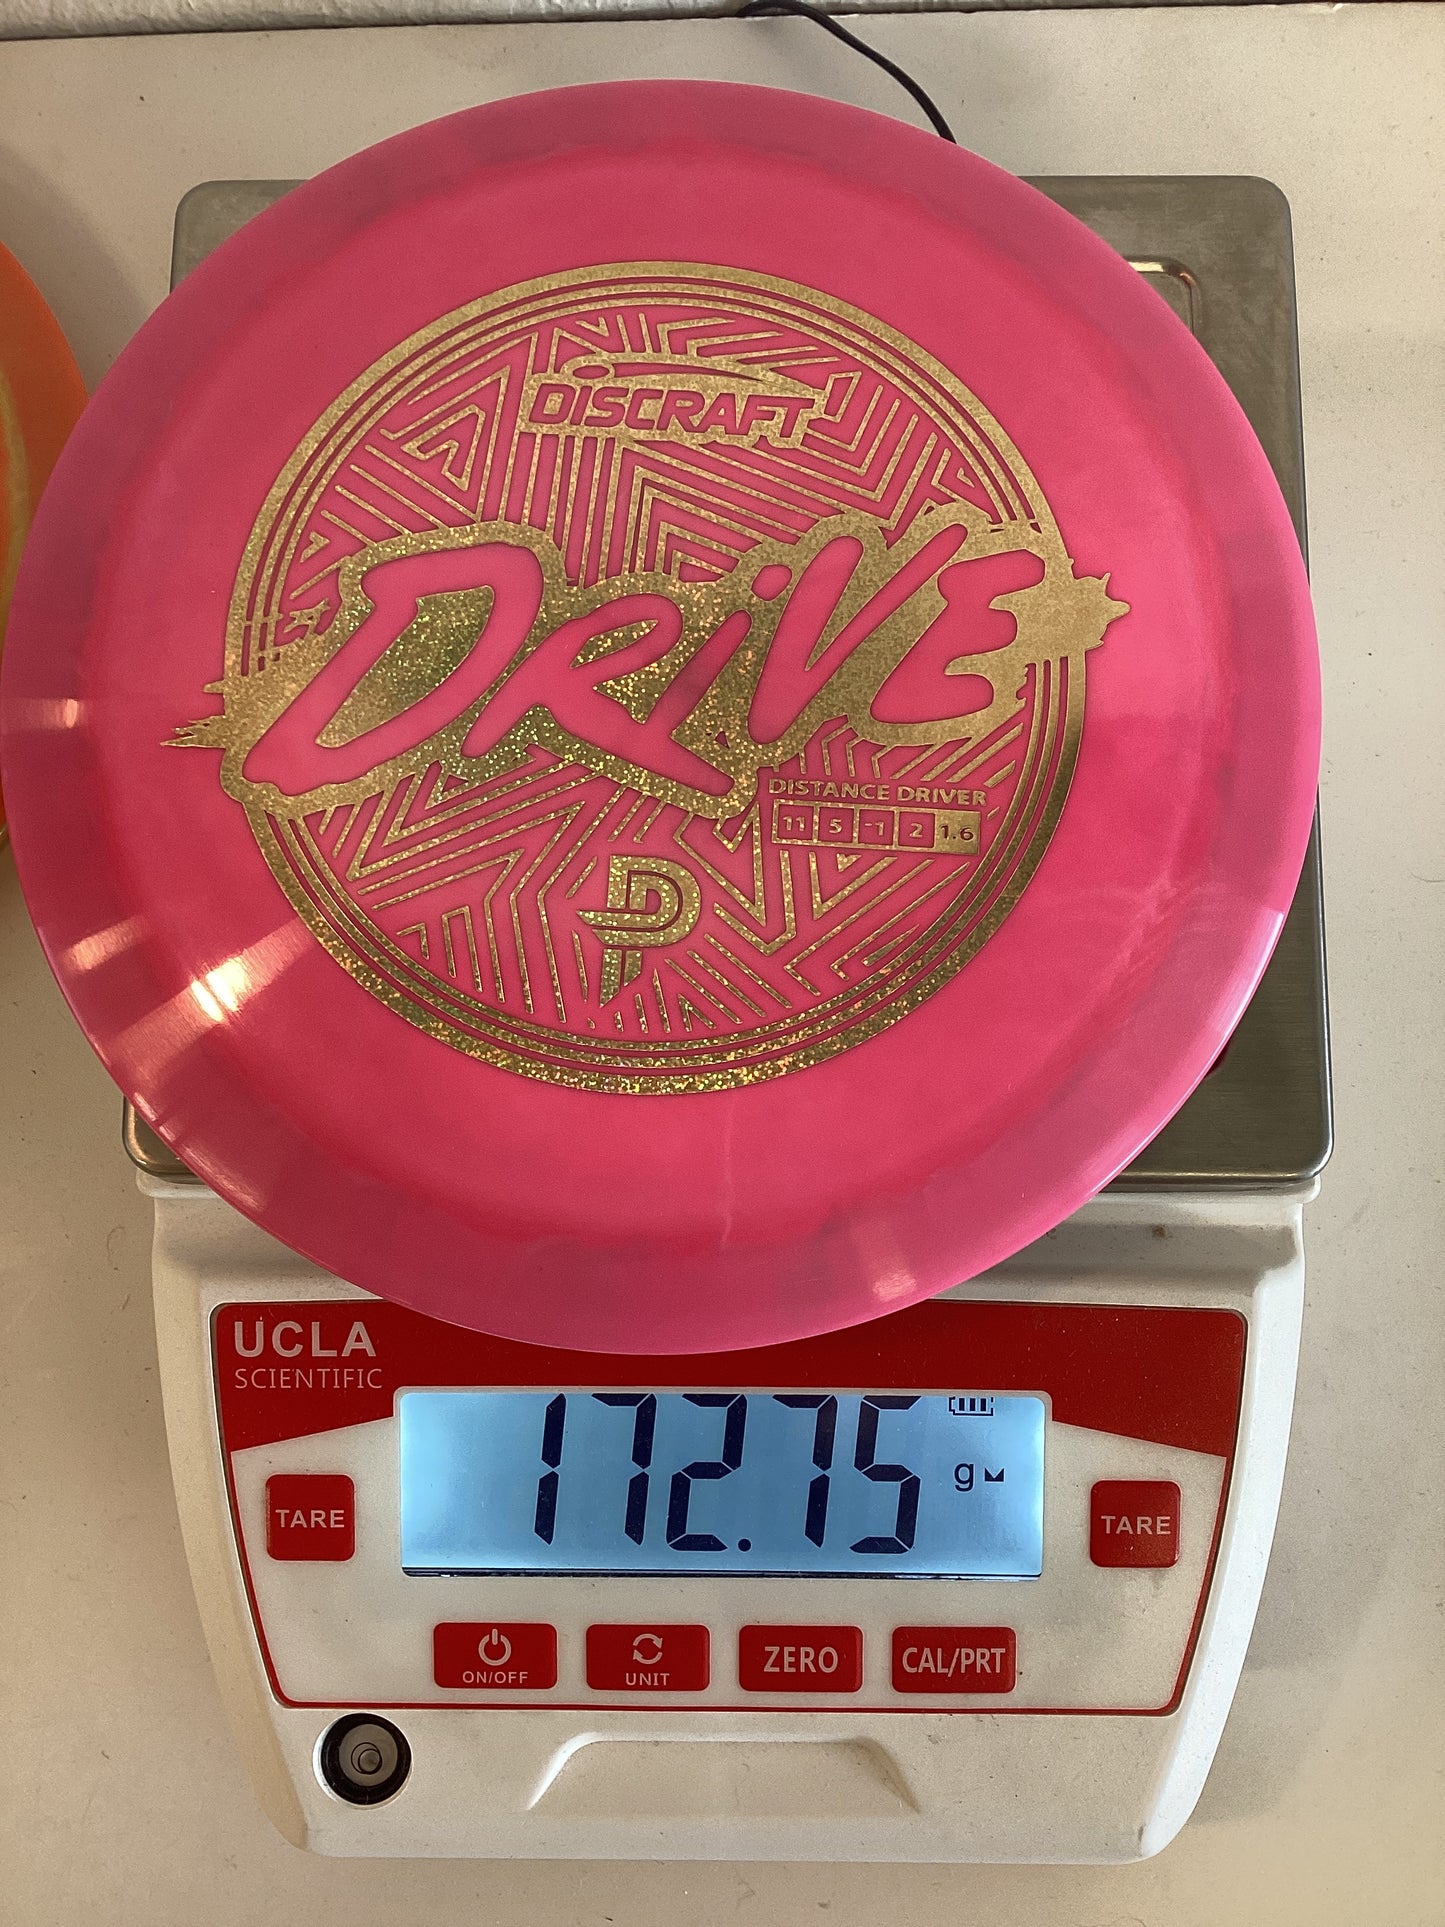 DISCRAFT
DRIVE
DISTANCE DRIVER
11 5 -1 2 1.6
UCLA
SCIENTIFIC
172.75
g
TARE
TARE
ON/OFF
UNIT
ZERO
CAL/PRT